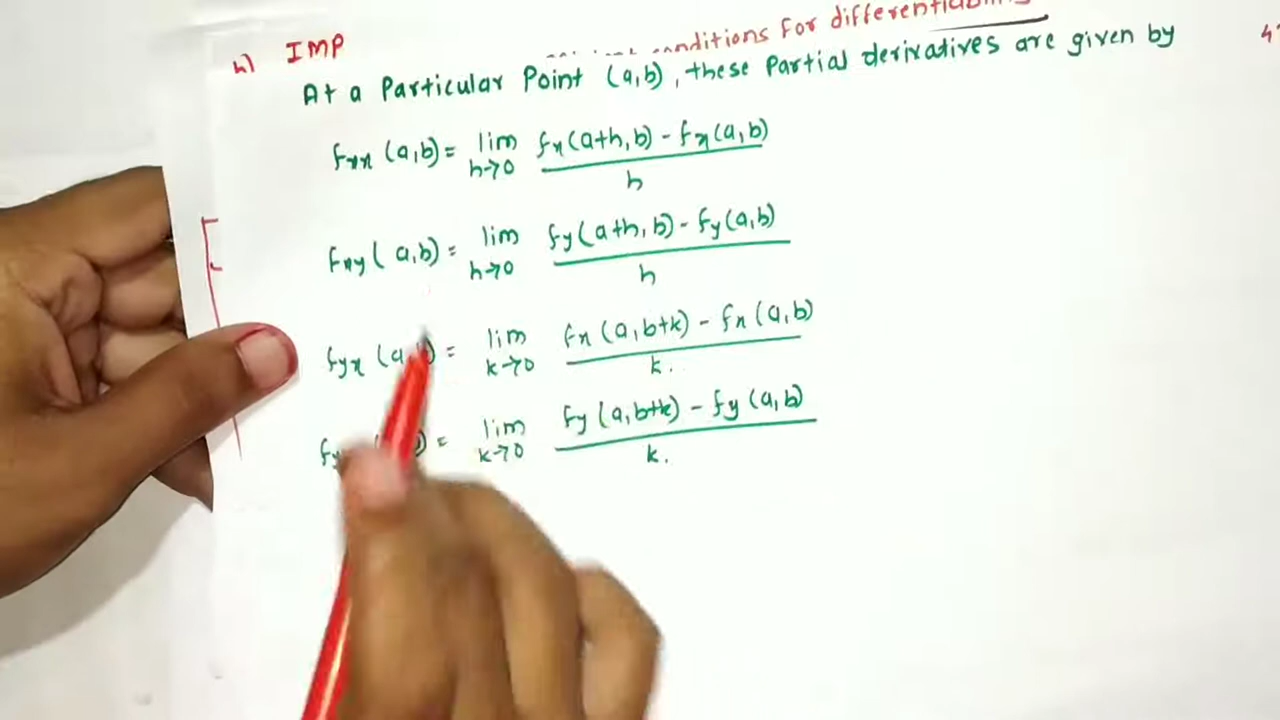 conditions for differentiability
h) IMP
At a Particular Point (a,b), these Partial derivatives are given by
fxx (a,b) = lim h→0 fx(a+h, b) - fx(a,b) / h
fxy (a,b) = lim h→0 fy(a+h, b) - fy(a,b) / h
fyx (a,b) = lim k→0 fx (a, b+k) - fx (a,b) / k.
= lim k→0 fy (a, b+k) - fy (a,b) / k.